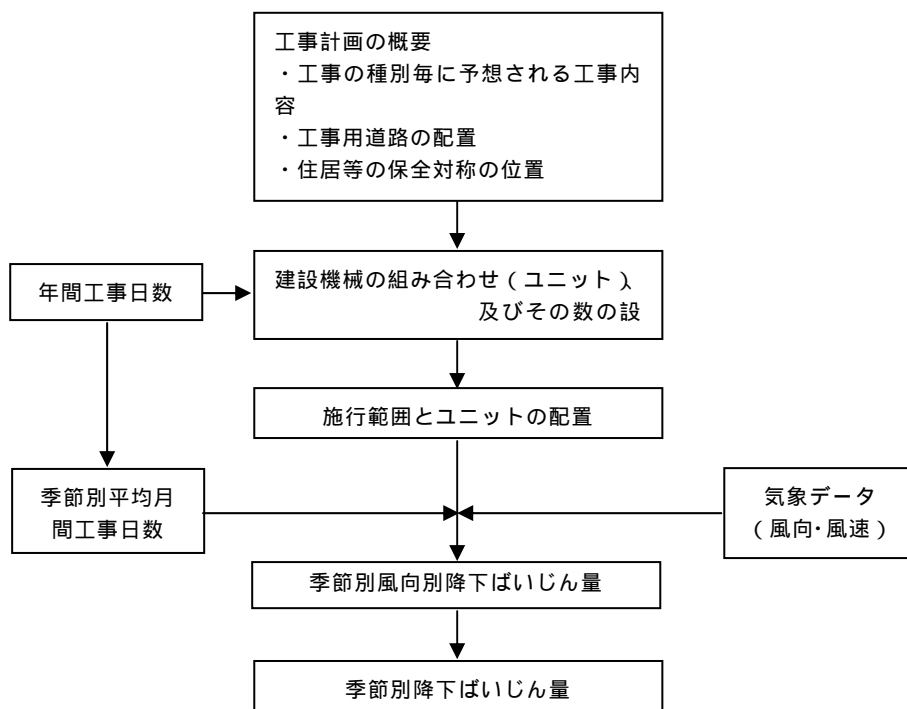 工事計画の概要
・工事の種別毎に予想される工事内
容
・工事用道路の配置
・住居等の保全対称の位置
年間工事日数
建設機械の組み合わせ（ユニット）、
及びその数の設
施行範囲とユニットの配置
季節別平均月
間工事日数
気象データ
（風向・風速）
季節別風向別降下ばいじん量
季節別降下ばいじん量